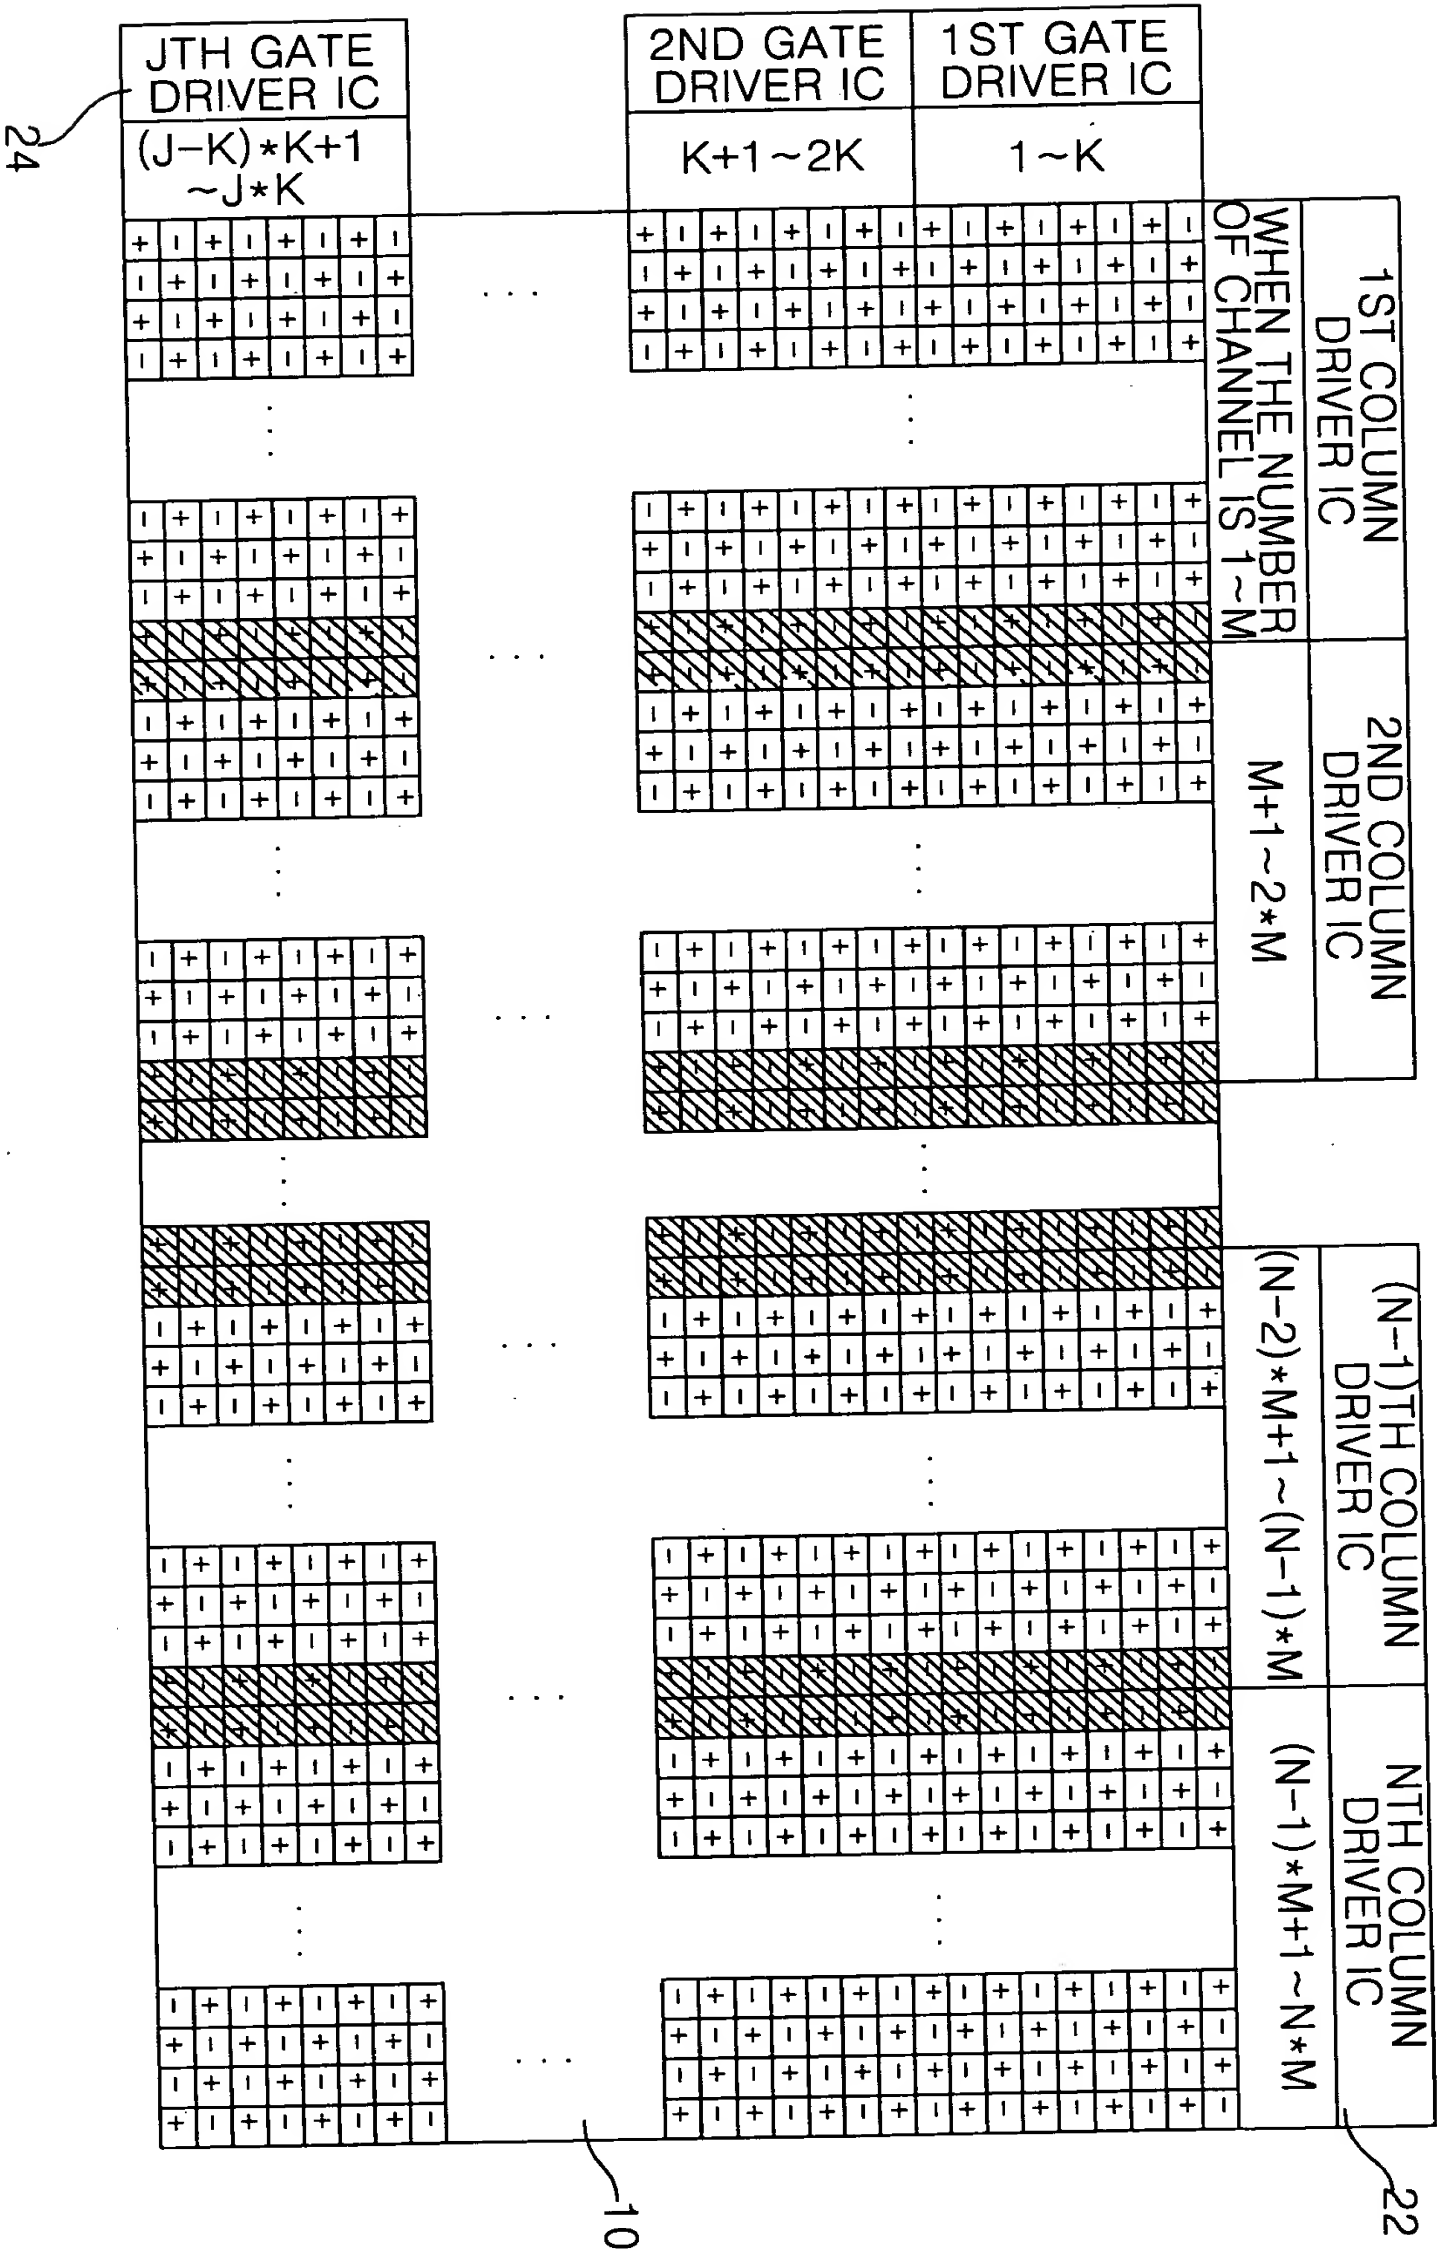 1ST COLUMN
DRIVER IC
2ND COLUMN
DRIVER IC
(N-1)TH COLUMN
DRIVER IC
NTH COLUMN
DRIVER IC
22
WHEN THE NUMBER
OF CHANNEL IS 1~M
M+1~2*M
(N-2)*M+1~(N-1)*M
(N-1)*M+1~N*M
1ST GATE
DRIVER IC
1~K
2ND GATE
DRIVER IC
K+1~2K
JTH GATE
DRIVER IC
(J-K)*K+1
~J*K
24
10